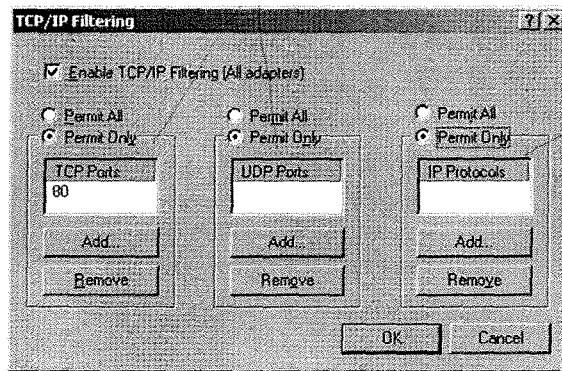 TCP/IP Filtering
Enable TCP/IP Filtering (All adapters)
Permit All
Permit Only
TCP Ports
80
Add...
Remove
Permit All
Permit Only
UDP Ports
Add...
Remove
Permit All
Permit Only
IP Protocols
Add...
Remove
OK
Cancel